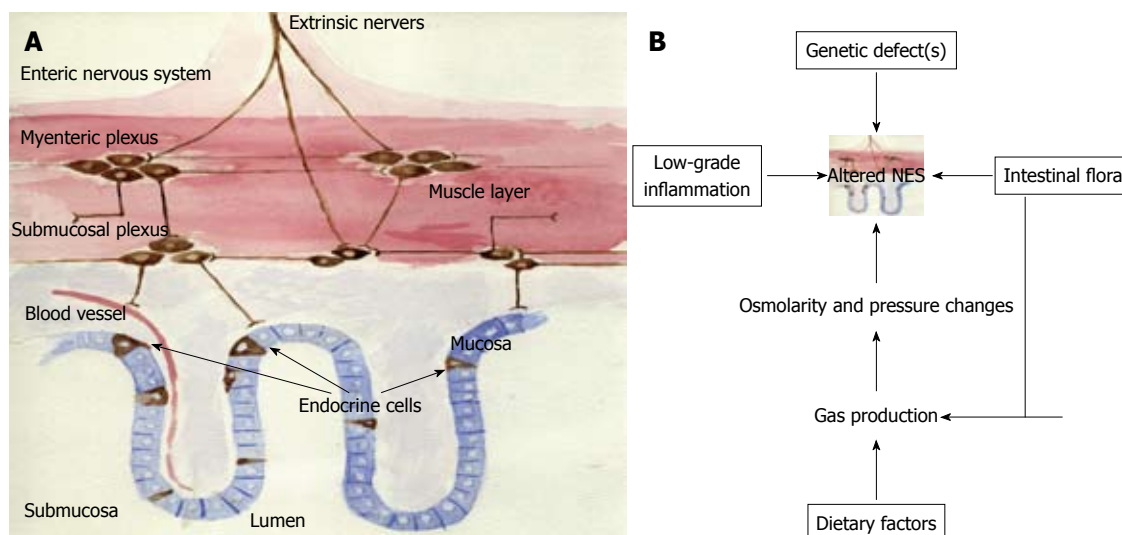 A
Extrinsic nerves
Enteric nervous system
Myenteric plexus
Muscle layer
Submucosal plexus
Blood vessel
Mucosa
Endocrine cells
Submucosa
Lumen
B
Genetic defect(s)
Low-grade
inflammation
Altered NES
Intestinal flora
Osmolarity and pressure changes
Gas production
Dietary factors